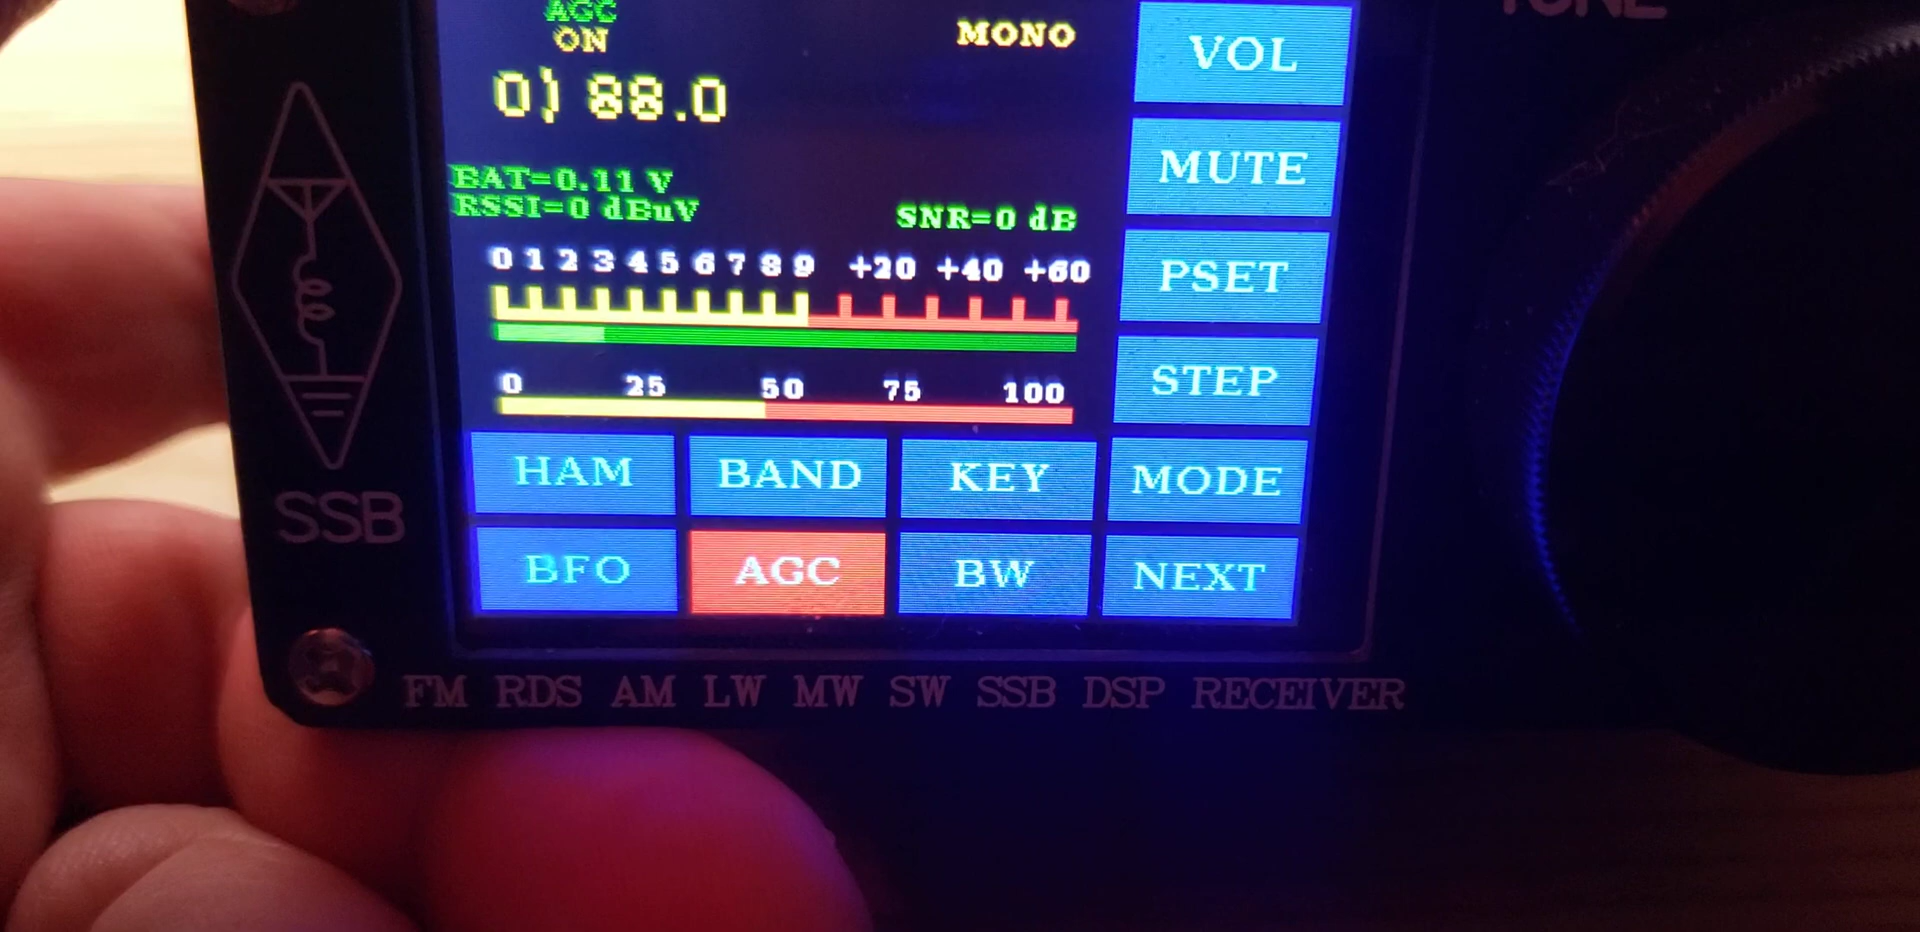 TUNE
AGC
ON
MONO
VOL
0) 88.0
MUTE
BAT=0.11 V
RSSI=0 dBuV
SNR=0 dB
PSET
0 1 2 3 4 5 6 7 8 9 +20 +40 +60
STEP
0 25 50 75 100
HAM BAND KEY MODE
BFO AGC BW NEXT
SSB
FM RDS AM LW MW SW SSB DSP RECEIVER